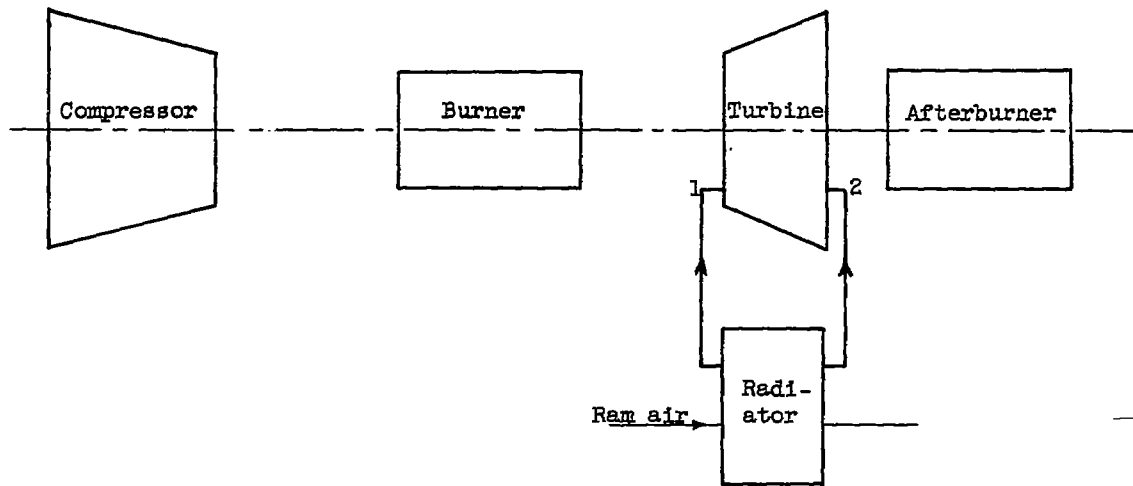 Compressor
Burner
Turbine
Afterburner
1
2
Radi-
ator
Ram air